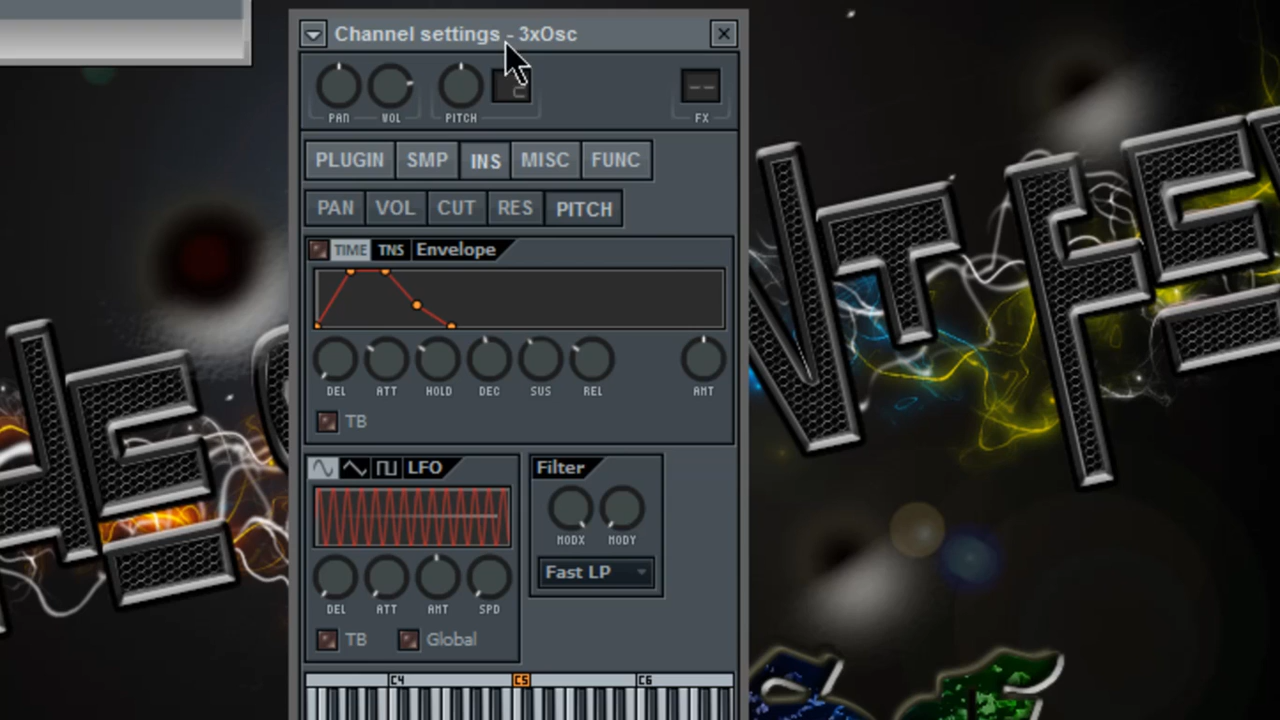 Channel settings - 3xOsc
PAN VOL PITCH FX
PLUGIN SMP INS MISC FUNC
PAN VOL CUT RES PITCH
TIME TNS Envelope
DEL ATT HOLD DEC SUS REL AMT
TB
LFO Filter
MODX MODY
Fast LP
DEL ATT AMT SPD
TB Global
C4 C5 C6